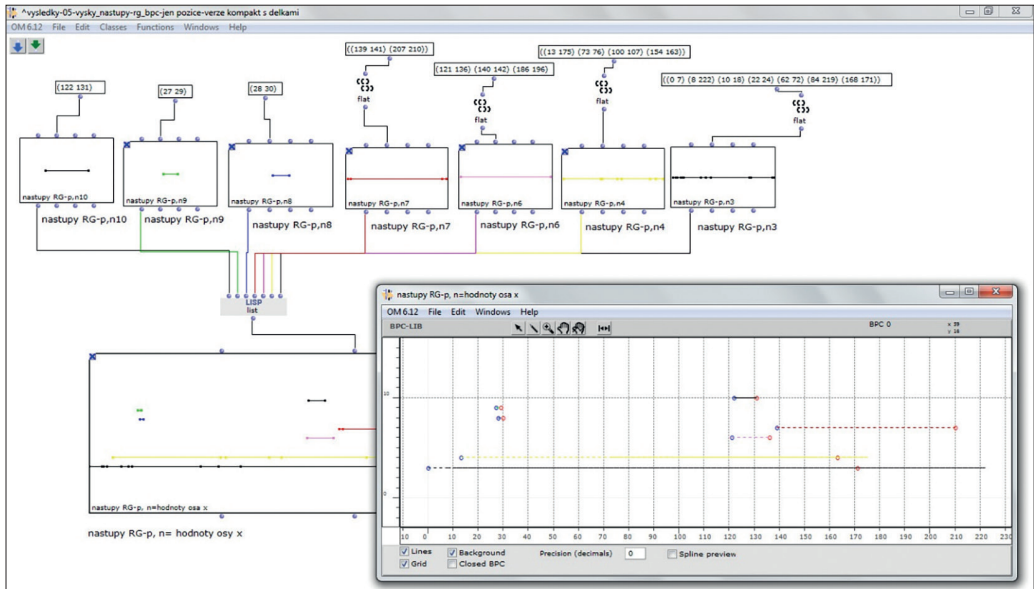 ^vysledky-05-vysky_nastupy-rg_bpc-jen pozice-verze kompakt s delkami
OM 6.12 File Edit Classes Functions Windows Help
((139 141) (207 210))
((13 175) (73 76) (100 107) (154 163))
(121 136) (140 142) (186 196)
((0 7) (8 222) (10 18) (22 24) (62 72) (84 219) (168 171))
(122 131)
(27 29)
(28 30)
flat
flat
flat
flat
nastupy RG-p,n10
nastupy RG-p,n9
nastupy RG-p,n8
nastupy RG-p,n7
nastupy RG-p,n6
nastupy RG-p,n4
nastupy RG-p,n3
nastupy RG-p,n10
nastupy RG-p,n9
nastupy RG-p,n8
nastupy RG-p,n7
nastupy RG-p,n6
nastupy RG-p,n4
nastupy RG-p,n3
LISP
list
nastupy RG-p, n=hodnoty osa x
nastupy RG-p, n= hodnoty osy x
nastupy RG-p, n=hodnoty osa x
OM 6.12 File Edit Windows Help
BPC-LIB
BPC 0
10
0
10 0 10 20 30 40 50 60 70 80 90 100 110 120 130 140 150 160 170 180 190 200 210 220 230
Lines Background Precision (decimals) 0 Spline preview
Grid Closed BPC